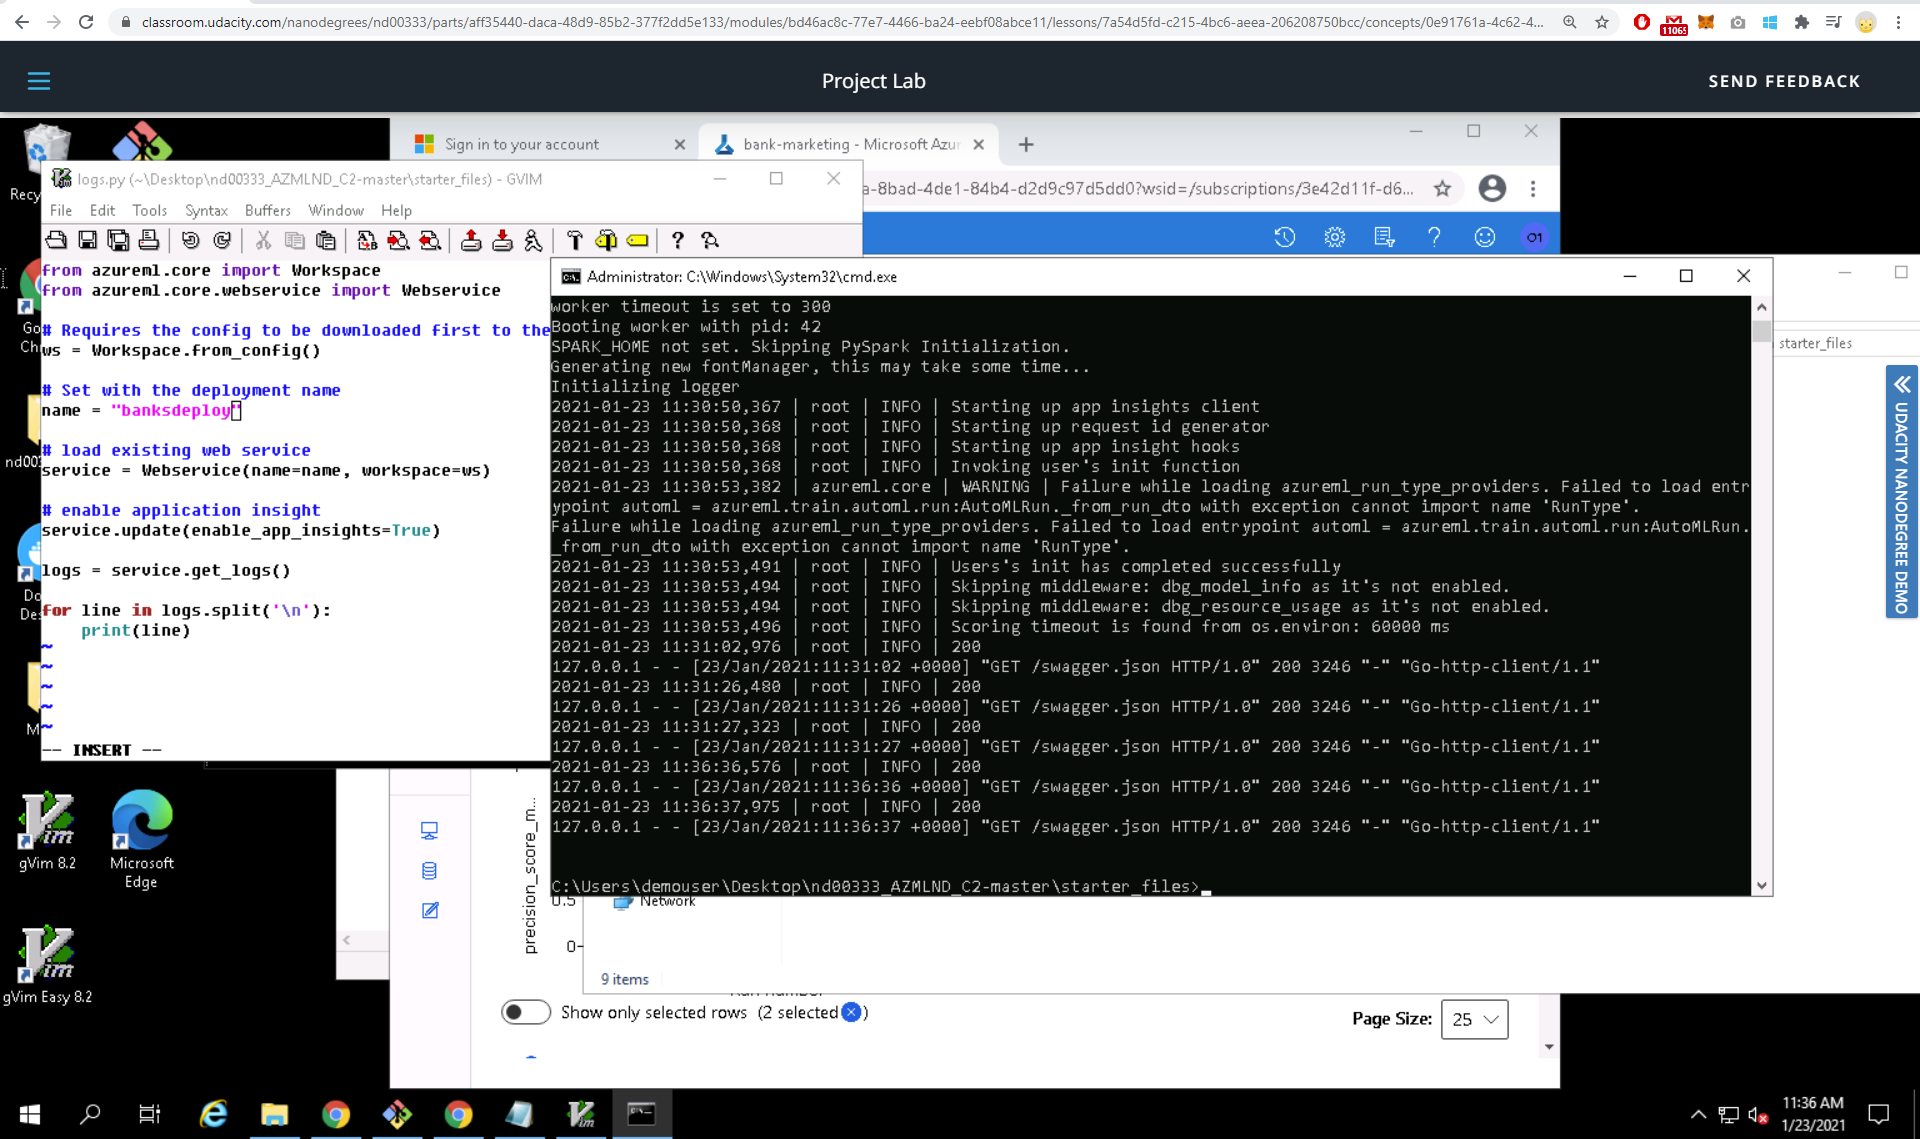 classroom.udacity.com/nanodegrees/nd00333/parts/aff35440-daca-48d9-85b2-377f2dd5e133/modules/bd46ac8c-77e7-4466-ba24-eebf08abce11/lessons/7a54d5fd-c215-4bc6-aeea-206208750bcc/concepts/0e91761a-4c62-4...
11065
Project Lab
SEND FEEDBACK
Sign in to your account
bank-marketing - Microsoft Azur
a-8bad-4de1-84b4-d2d9c97d5dd0?wsid=/subscriptions/3e42d11f-d6...
O1
Recy
logs.py (~\Desktop\nd00333_AZMLND_C2-master\starter_files) - GVIM
File Edit Tools Syntax Buffers Window Help
from azureml.core import Workspace
from azureml.core.webservice import Webservice
# Requires the config to be downloaded first to the
ws = Workspace.from_config()
# Set with the deployment name
name = "banksdeploy"
# load existing web service
service = Webservice(name=name, workspace=ws)
# enable application insight
service.update(enable_app_insights=True)
logs = service.get_logs()
for line in logs.split('\n'):
    print(line)
~
~
~
~
~
-- INSERT --
Go
Ch
nd003
Do
Des
M
Administrator: C:\Windows\System32\cmd.exe
worker timeout is set to 300
Booting worker with pid: 42
SPARK_HOME not set. Skipping PySpark Initialization.
Generating new fontManager, this may take some time...
Initializing logger
2021-01-23 11:30:50,367 | root | INFO | Starting up app insights client
2021-01-23 11:30:50,368 | root | INFO | Starting up request id generator
2021-01-23 11:30:50,368 | root | INFO | Starting up app insight hooks
2021-01-23 11:30:50,368 | root | INFO | Invoking user's init function
2021-01-23 11:30:53,382 | azureml.core | WARNING | Failure while loading azureml_run_type_providers. Failed to load entr
ypoint automl = azureml.train.automl.run:AutoMLRun._from_run_dto with exception cannot import name 'RunType'.
Failure while loading azureml_run_type_providers. Failed to load entrypoint automl = azureml.train.automl.run:AutoMLRun.
_from_run_dto with exception cannot import name 'RunType'.
2021-01-23 11:30:53,491 | root | INFO | Users's init has completed successfully
2021-01-23 11:30:53,494 | root | INFO | Skipping middleware: dbg_model_info as it's not enabled.
2021-01-23 11:30:53,494 | root | INFO | Skipping middleware: dbg_resource_usage as it's not enabled.
2021-01-23 11:30:53,496 | root | INFO | Scoring timeout is found from os.environ: 60000 ms
2021-01-23 11:31:02,976 | root | INFO | 200
127.0.0.1 - - [23/Jan/2021:11:31:02 +0000] "GET /swagger.json HTTP/1.0" 200 3246 "-" "Go-http-client/1.1"
2021-01-23 11:31:26,480 | root | INFO | 200
127.0.0.1 - - [23/Jan/2021:11:31:26 +0000] "GET /swagger.json HTTP/1.0" 200 3246 "-" "Go-http-client/1.1"
2021-01-23 11:31:27,323 | root | INFO | 200
127.0.0.1 - - [23/Jan/2021:11:31:27 +0000] "GET /swagger.json HTTP/1.0" 200 3246 "-" "Go-http-client/1.1"
2021-01-23 11:36:36,576 | root | INFO | 200
127.0.0.1 - - [23/Jan/2021:11:36:36 +0000] "GET /swagger.json HTTP/1.0" 200 3246 "-" "Go-http-client/1.1"
2021-01-23 11:36:37,975 | root | INFO | 200
127.0.0.1 - - [23/Jan/2021:11:36:37 +0000] "GET /swagger.json HTTP/1.0" 200 3246 "-" "Go-http-client/1.1"
C:\Users\demouser\Desktop\nd00333_AZMLND_C2-master\starter_files>
starter_files
UDACITY NANODEGREE DEMO
precision_score_m...
0.5
0
Network
9 items
Show only selected rows (2 selected )
Page Size: 25
gVim 8.2
Microsoft
Edge
gVim Easy 8.2
11:36 AM
1/23/2021